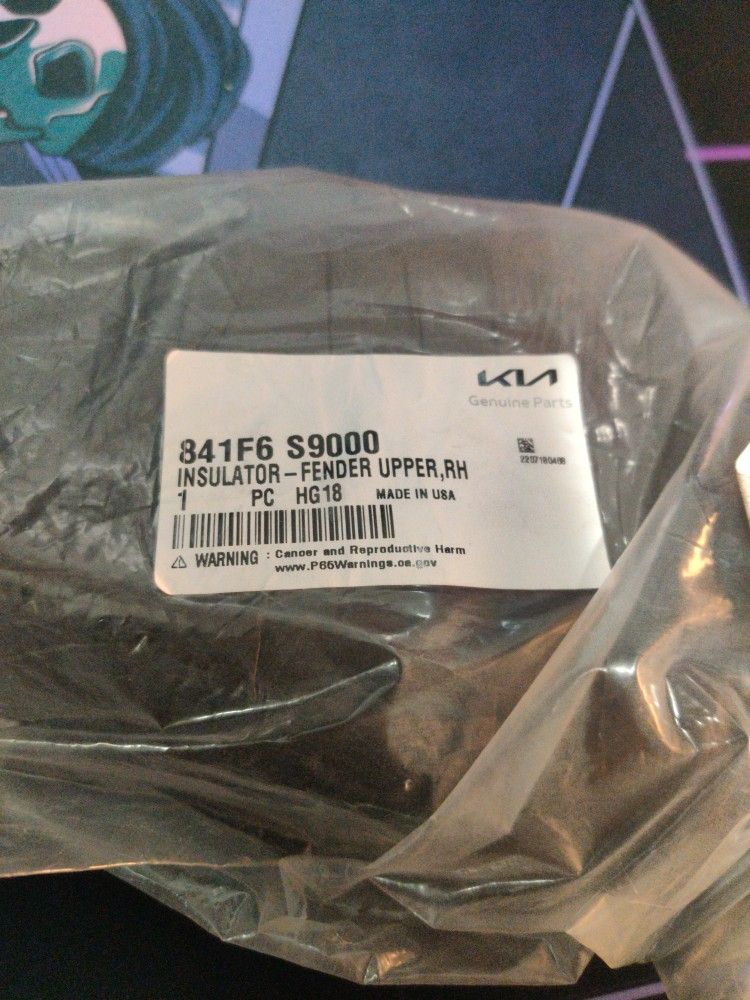 KIA
Genuine Parts
841F6 S9000
2207180468
INSULATOR-FENDER UPPER,RH
1 PC HG18 MADE IN USA
⚠ WARNING : Cancer and Reproductive Harm
www.P65Warnings.ca.gov